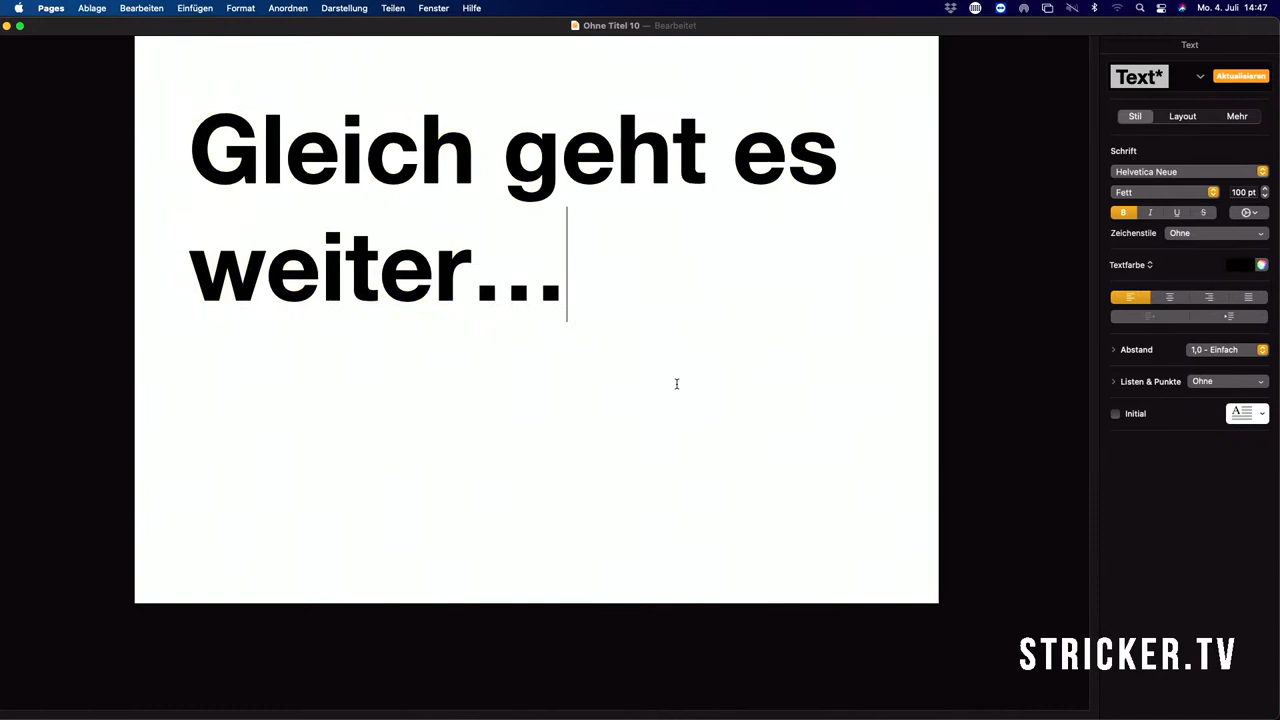 Pages Ablage Bearbeiten Einfügen Format Anordnen Darstellung Teilen Fenster Hilfe Mo. 4. Juli 14:47
Ohne Titel 10 — Bearbeitet
Gleich geht es
weiter…
Text
Text* Aktualisieren
Stil Layout Mehr
Schrift
Helvetica Neue
Fett 100 pt
B I U S
Zeichenstile Ohne
Textfarbe
Abstand 1,0 - Einfach
Listen & Punkte Ohne
Initial A
STRICKER.TV